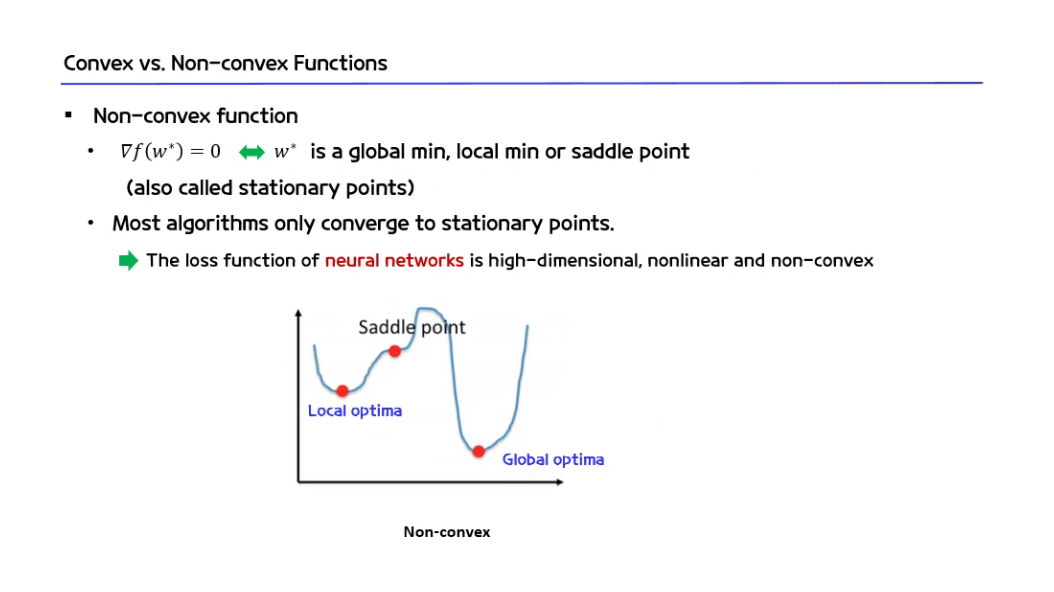 Convex vs. Non-convex Functions
▪ Non-convex function
• ∇f(w*) = 0 ⇔ w* is a global min, local min or saddle point
(also called stationary points)
• Most algorithms only converge to stationary points.
The loss function of neural networks is high-dimensional, nonlinear and non-convex
Saddle point
Local optima
Global optima
Non-convex